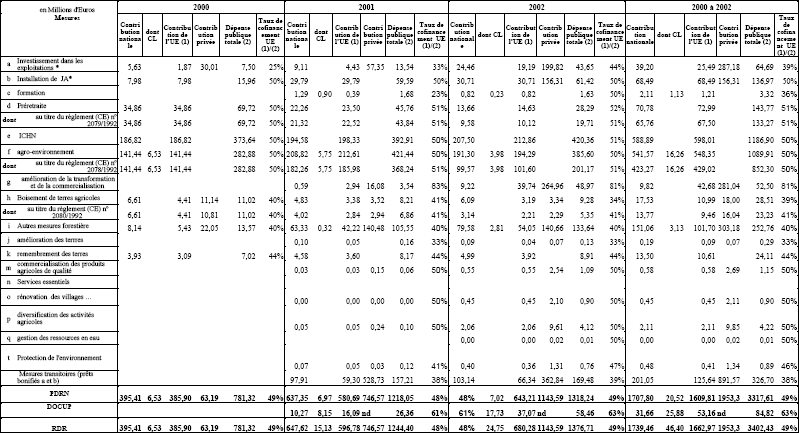 en Millions d'Euros 2000 2001 2002 2000 à 2002
Mesures Contribution nationale dont CL Contribution de l'UE (1) Contribution privée Dépense publique totale (2) Taux de cofinancement UE (1)/(2) Contribution nationale dont CL Contribution de l'UE (1) Contribution privée Dépense publique totale (2) Taux de cofinancement UE (1)/(2) Contribution nationale dont CL Contribution de l'UE (1) Contribution privée Dépense publique totale (2) Taux de cofinancement UE (1)/(2) Contribution nationale dont CL Contribution de l'UE (1) Contribution privée Dépense publique totale (2) Taux de cofinancement UE (1)/(2)
a Investissement dans les exploitations * 5,63 1,87 30,01 7,50 25% 9,11 4,43 57,35 13,54 33% 24,46 19,19 199,82 43,65 44% 39,20 25,49 287,18 64,69 39%
b Installation de JA* 7,98 7,98 15,96 50% 29,79 29,79 59,59 50% 30,71 30,71 156,31 61,42 50% 68,49 68,49 156,31 136,97 50%
c formation 1,29 0,90 0,39 1,68 23% 0,82 0,23 0,82 1,63 50% 2,11 1,13 1,21 3,32 36%
d Préretraite 34,86 34,86 69,72 50% 22,26 23,50 45,76 51% 13,66 14,63 28,29 52% 70,78 72,99 143,77 51%
dont au titre du règlement (CE) n° 2079/1992 34,86 34,86 69,72 50% 21,32 22,52 43,84 51% 9,58 10,12 19,71 51% 65,76 67,50 133,27 51%
e ICHN 186,82 186,82 373,64 50% 194,58 198,33 392,91 50% 207,50 212,86 420,36 51% 588,89 598,01 1186,90 50%
f agro-environnement 141,44 6,53 141,44 282,88 50% 208,82 5,75 212,61 421,44 50% 191,30 3,98 194,29 385,60 50% 541,57 16,26 548,35 1089,91 50%
dont au titre du règlement (CE) n° 2078/1992 141,44 6,53 141,44 282,88 50% 182,26 5,75 185,98 368,24 51% 99,57 3,98 101,60 201,17 51% 423,27 16,26 429,02 852,30 50%
g amélioration de la transformation et de la commercialisation 0,59 2,94 16,08 3,54 83% 9,22 39,74 264,96 48,97 81% 9,82 42,68 281,04 52,50 81%
h Boisement de terres agricoles 6,61 4,41 11,14 11,02 40% 4,83 3,38 3,52 8,21 41% 6,09 3,19 3,34 9,28 34% 17,53 10,99 18,00 28,51 39%
dont au titre du règlement (CE) n° 2080/1992 6,61 4,41 10,81 11,02 40% 4,02 2,84 2,94 6,86 41% 3,14 2,21 2,29 5,35 41% 13,77 9,46 16,04 23,23 41%
i Autres mesures forestière 8,14 5,43 22,05 13,57 40% 63,33 0,32 42,22 140,48 105,55 40% 79,58 2,81 54,05 140,66 133,64 40% 151,06 3,13 101,70 303,18 252,76 40%
j amélioration des terres 0,10 0,05 0,16 33% 0,09 0,04 0,07 0,13 33% 0,19 0,09 0,07 0,29 33%
k remembrement des terres 3,93 3,09 7,02 44% 4,58 3,60 8,17 44% 4,99 3,92 8,91 44% 13,50 10,61 24,11 44%
m commercialisation des produits agricoles de qualité 0,03 0,03 0,15 0,06 50% 0,55 0,55 2,54 1,09 50% 0,58 0,58 2,69 1,15 50%
n Services essentiels
o rénovation des villages ... 0,00 0,00 0,00 50% 0,45 0,45 2,10 0,90 50% 0,45 0,45 2,11 0,90 50%
p diversification des activités agricoles 0,05 0,05 0,24 0,10 50% 2,06 2,06 9,61 4,12 50% 2,11 2,11 9,85 4,22 50%
q gestion des ressources en eau 0,00 0,00 0,02 0,01 50% 0,00 0,00 0,02 0,01 50%
t Protection de l'environnement 0,07 0,05 0,03 0,12 41% 0,40 0,36 1,31 0,76 47% 0,48 0,41 1,34 0,89 46%
Mesures transitoires (prêts bonifiés a et b) 97,91 59,30 528,73 157,21 38% 103,14 66,34 362,84 169,48 39% 201,05 125,64 891,57 326,70 38%
PDRN 395,41 6,53 385,90 63,19 781,32 49% 637,35 6,97 580,69 746,57 1218,05 48% 48% 7,02 643,21 1143,59 1318,24 49% 1707,80 20,52 1609,81 1953,3 3317,61 49%
DOCUP 10,27 8,15 16,09 nd 26,36 61% 61% 17,73 37,07 nd 58,46 63% 31,66 25,88 53,16 nd 84,82 63%
RDR 395,41 6,53 385,90 63,19 781,32 49% 647,62 15,13 596,78 746,57 1244,40 48% 48% 24,75 680,28 1143,59 1376,71 49% 1739,46 46,40 1662,97 1953,3 3402,43 49%